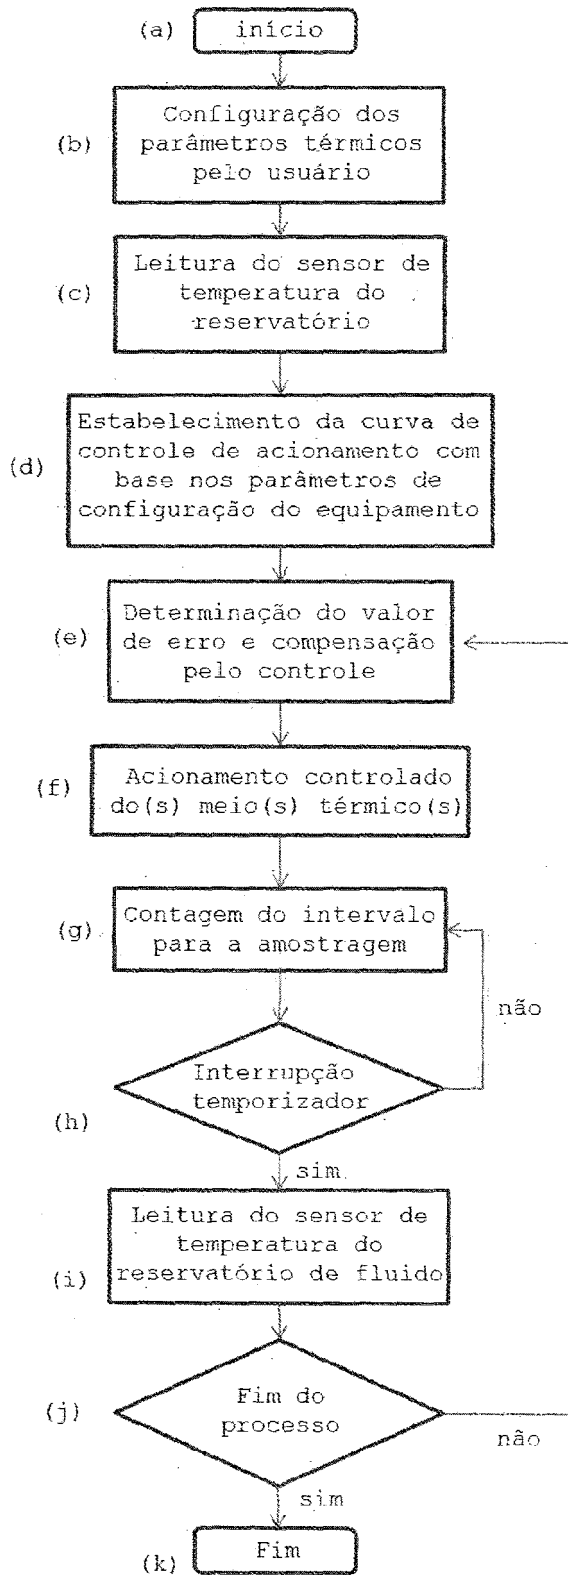 (a) início
Configuração dos
(b) parâmetros térmicos
pelo usuário
Leitura do sensor de
(c) temperatura do
reservatório
Estabelecimento da curva de
controle de acionamento com
(d) base nos parâmetros de
configuração do equipamento
Determinação do valor
(e) de erro e compensação
pelo controle
Acionamento controlado
(f) do(s) meio(s) térmico(s)
Contagem do intervalo
(g) para a amostragem
não
Interrupção
temporizador
(h)
sim
Leitura do sensor de
temperatura do
(i) reservatório de fluido
Fim do
(j) processo
não
sim
(k) Fim